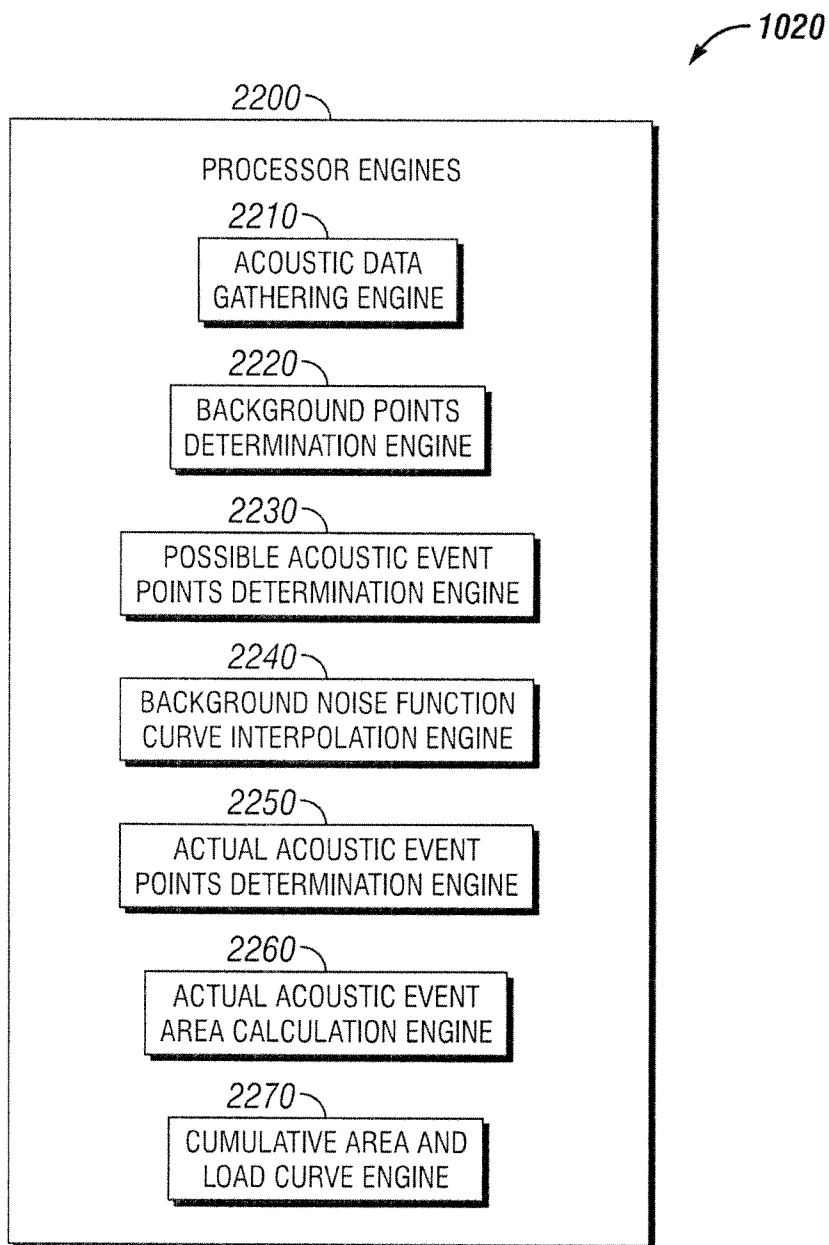 1020
2200
PROCESSOR ENGINES
2210
ACOUSTIC DATA
GATHERING ENGINE
2220
BACKGROUND POINTS
DETERMINATION ENGINE
2230
POSSIBLE ACOUSTIC EVENT
POINTS DETERMINATION ENGINE
2240
BACKGROUND NOISE FUNCTION
CURVE INTERPOLATION ENGINE
2250
ACTUAL ACOUSTIC EVENT
POINTS DETERMINATION ENGINE
2260
ACTUAL ACOUSTIC EVENT
AREA CALCULATION ENGINE
2270
CUMULATIVE AREA AND
LOAD CURVE ENGINE